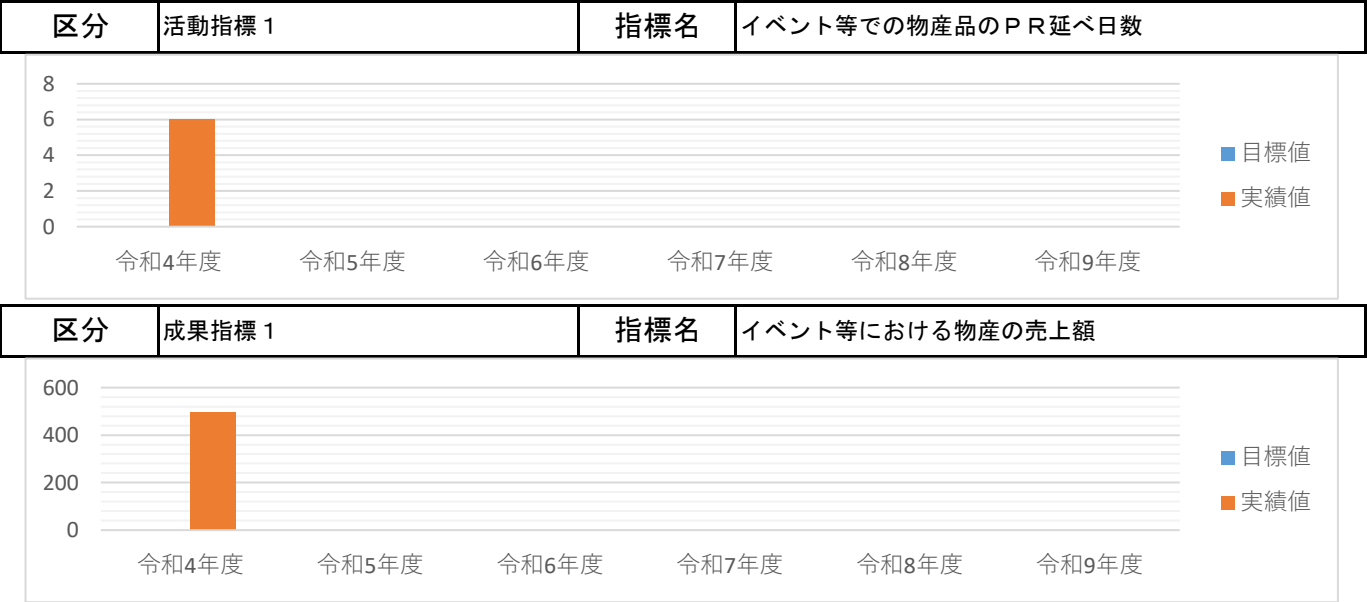 区分 活動指標１ 指標名 イベント等での物産品のＰＲ延べ日数
8
6
4
2
0
令和4年度 令和5年度 令和6年度 令和7年度 令和8年度 令和9年度
目標値
実績値
区分 成果指標１ 指標名 イベント等における物産の売上額
600
400
200
0
令和4年度 令和5年度 令和6年度 令和7年度 令和8年度 令和9年度
目標値
実績値